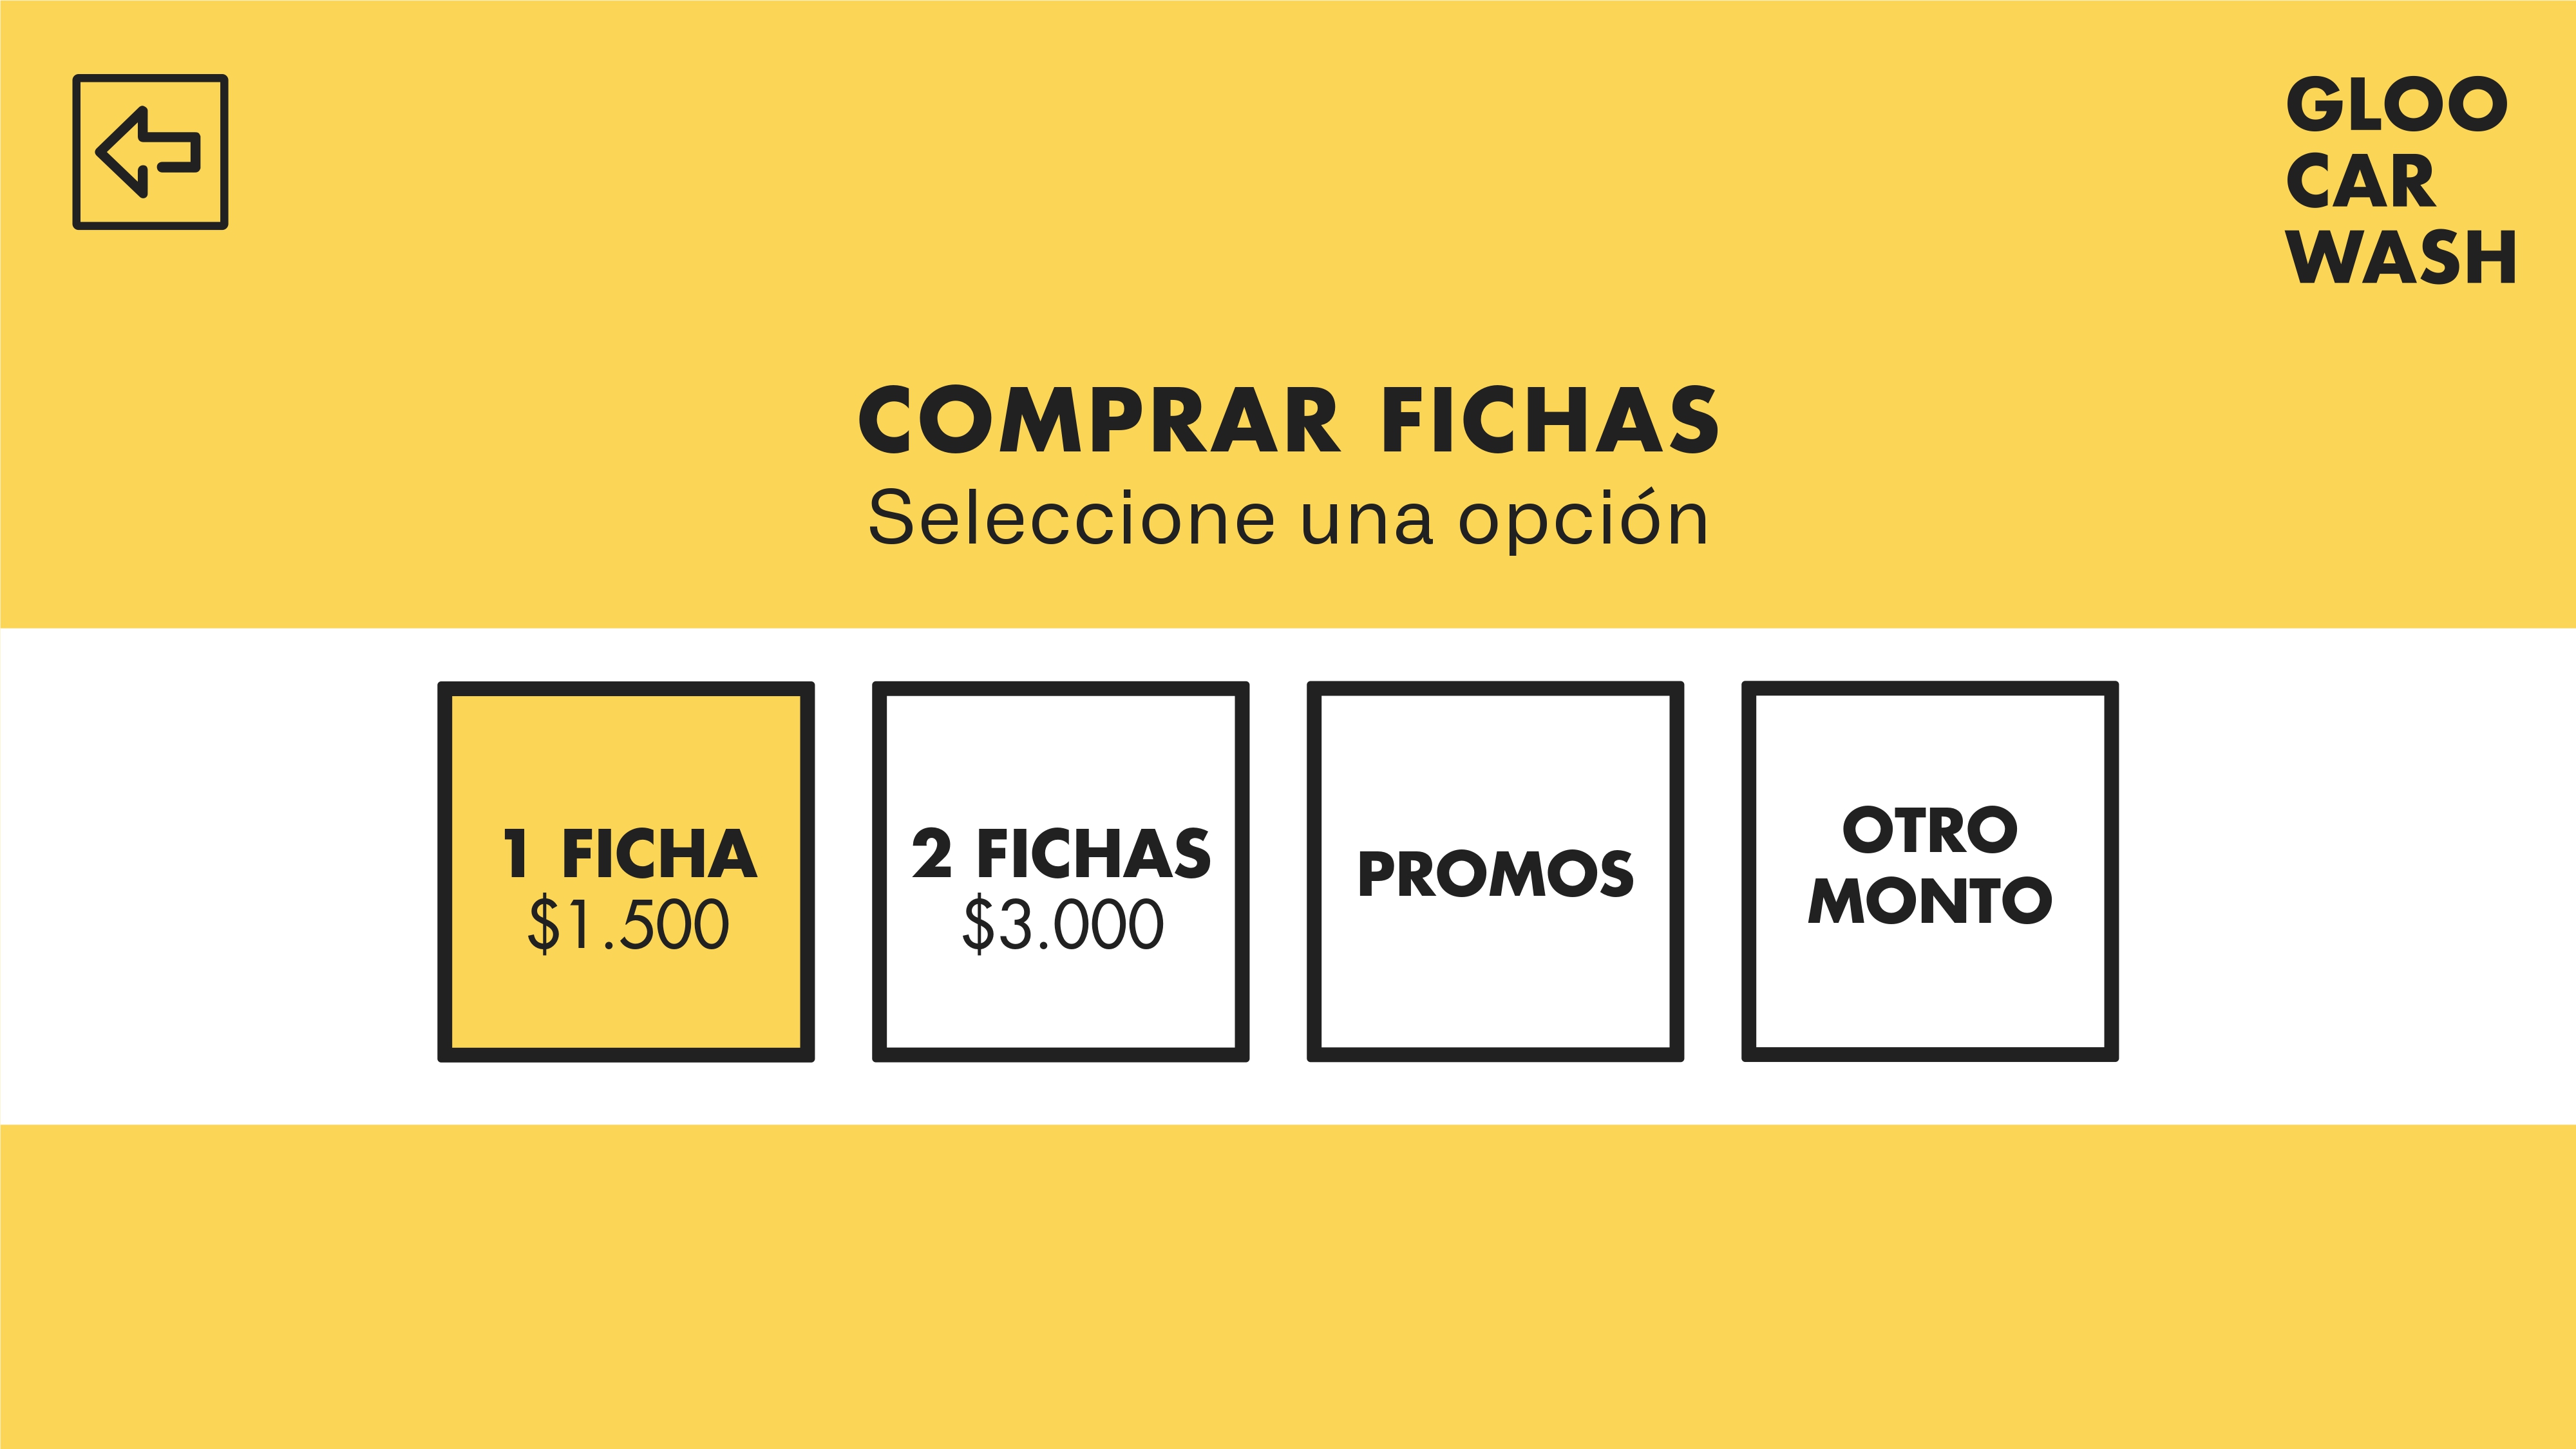 GLOO
CAR
WASH
COMPRAR FICHAS
Seleccione una opción
1 FICHA
$1.500
2 FICHAS
$3.000
PROMOS
OTRO
MONTO